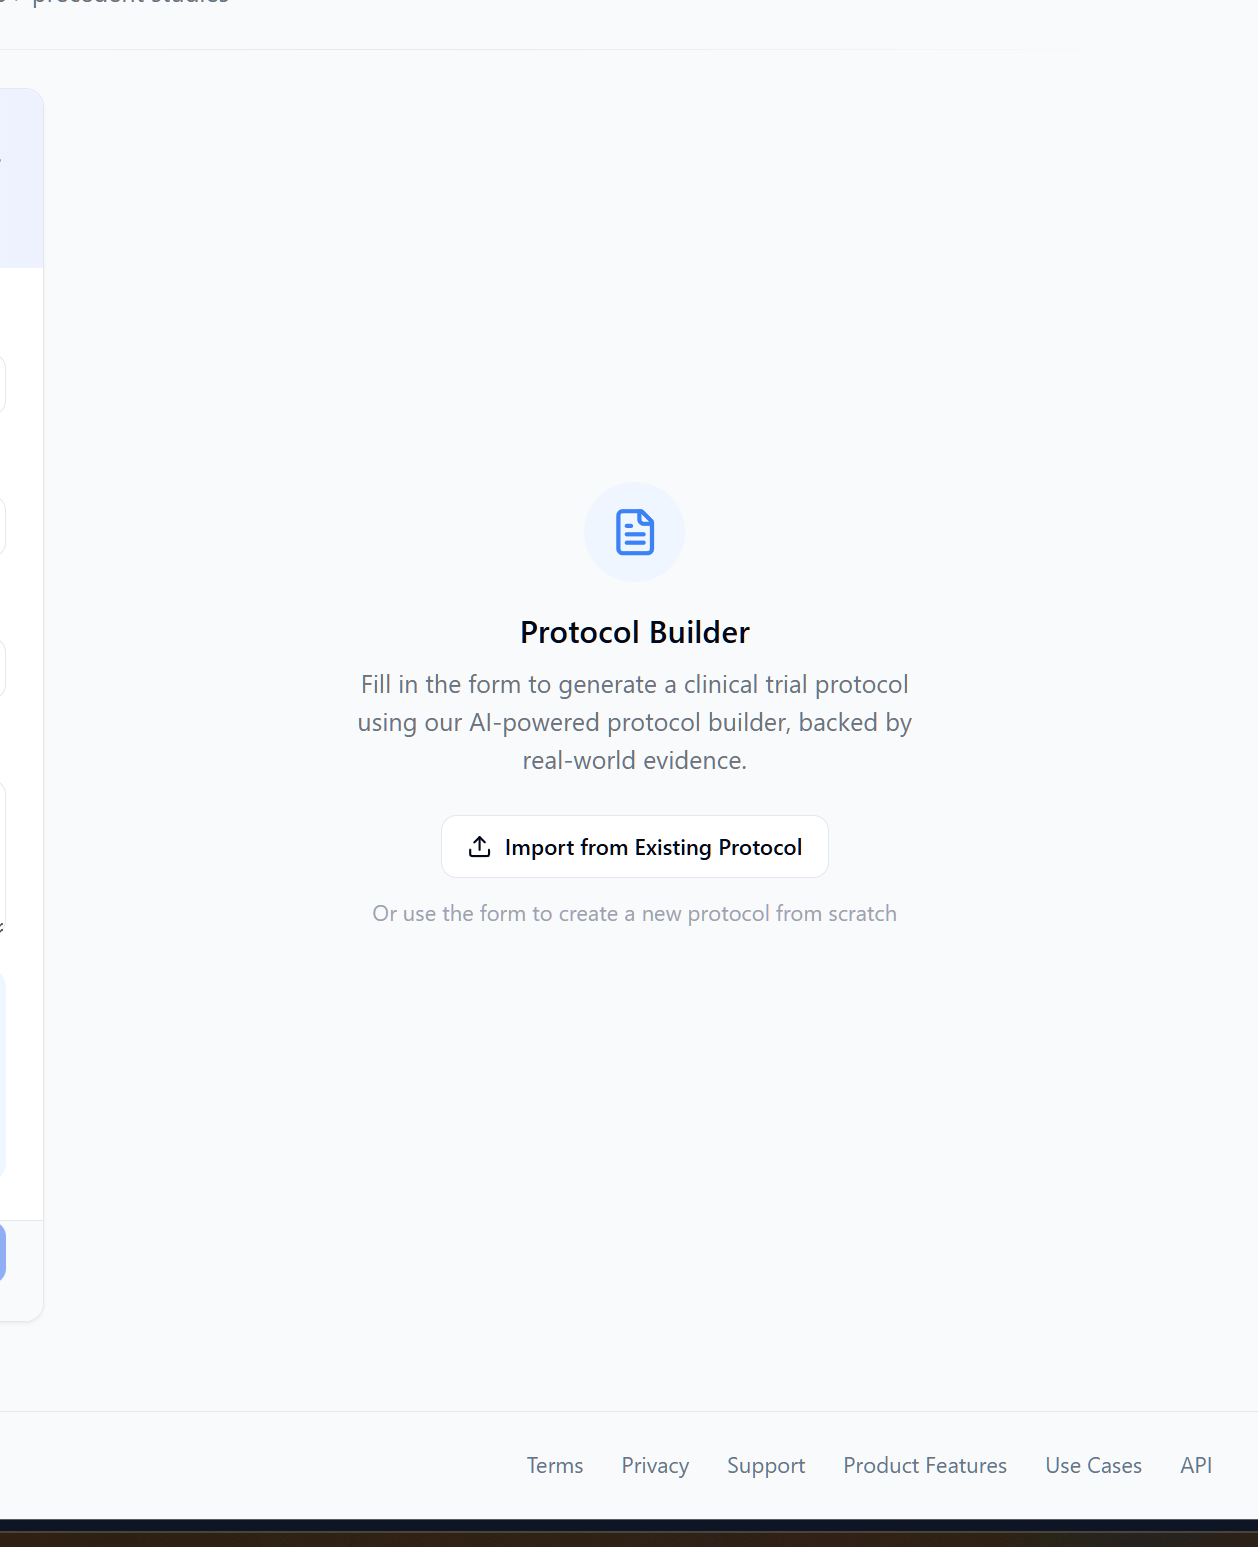 precedent studies
Protocol Builder
Fill in the form to generate a clinical trial protocol
using our AI-powered protocol builder, backed by
real-world evidence.
Import from Existing Protocol
Or use the form to create a new protocol from scratch
Terms Privacy Support Product Features Use Cases API